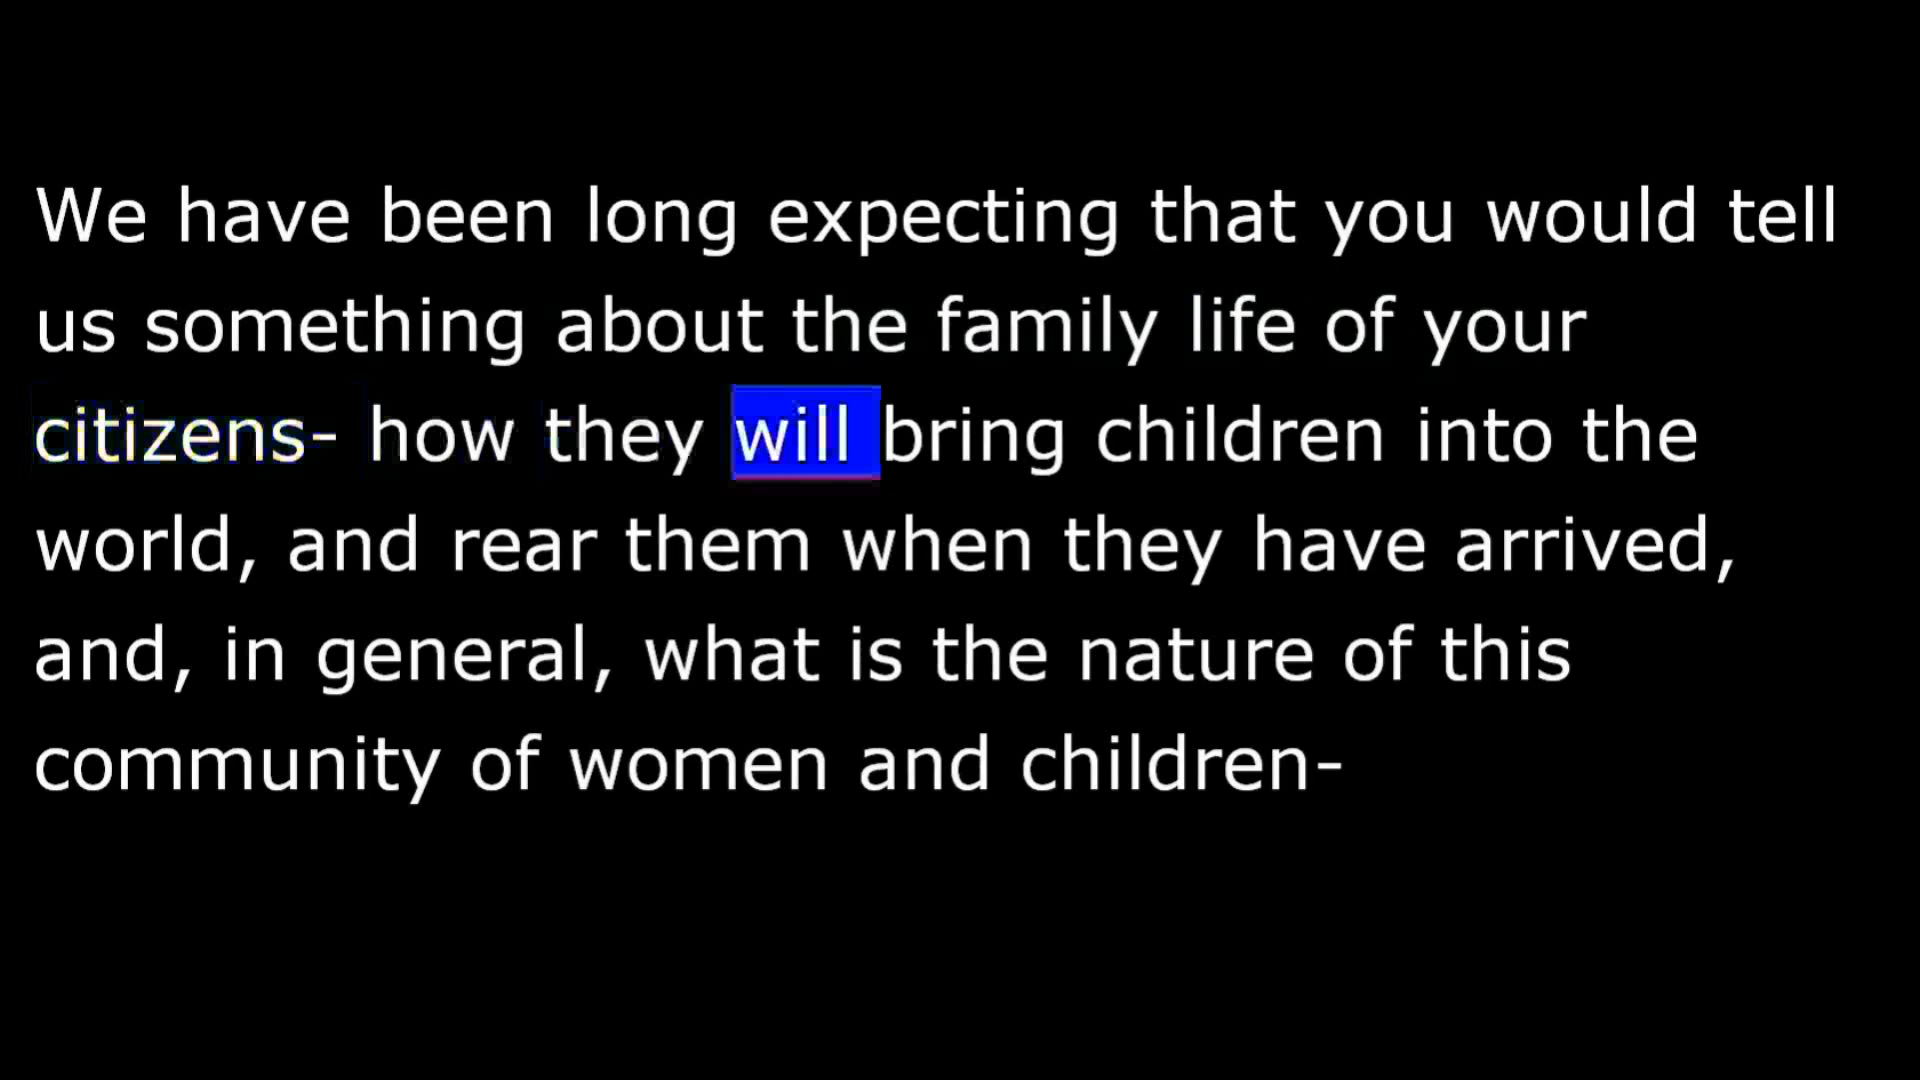 We have been long expecting that you would tell
us something about the family life of your
citizens- how they will bring children into the
world, and rear them when they have arrived,
and, in general, what is the nature of this
community of women and children-